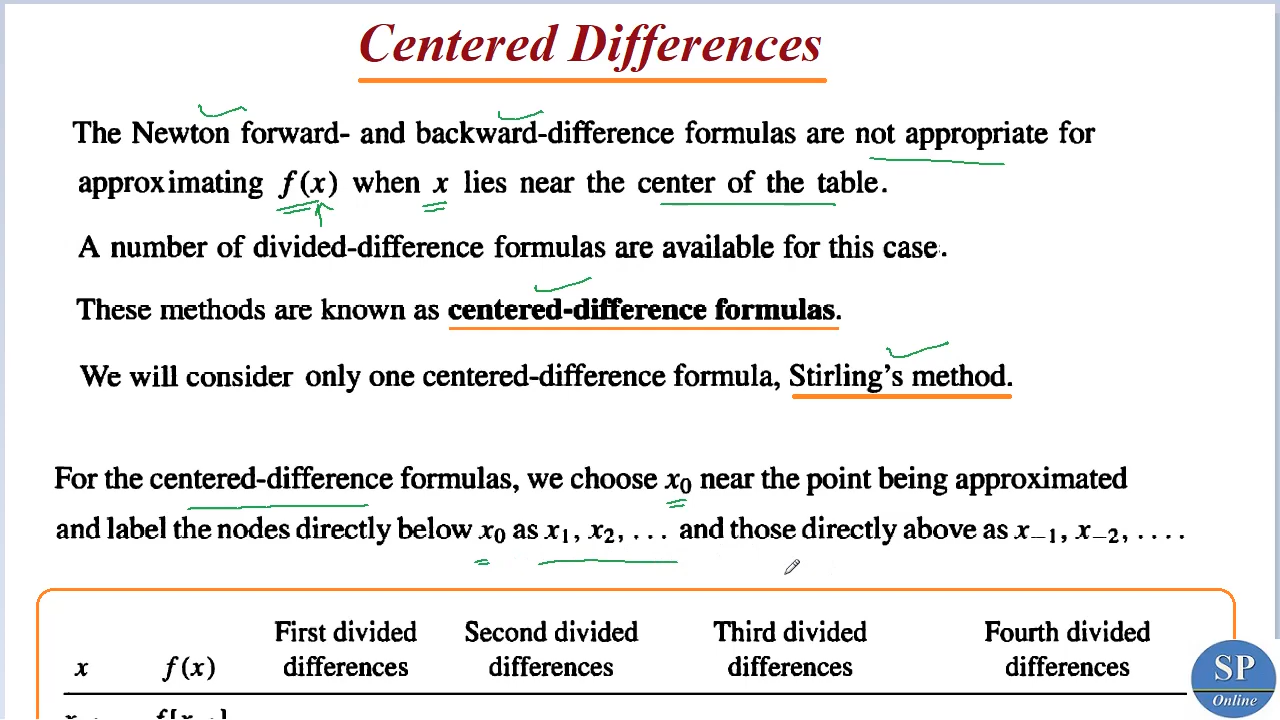 Centered Differences
The Newton forward- and backward-difference formulas are not appropriate for
approximating f(x) when x lies near the center of the table.
A number of divided-difference formulas are available for this case.
These methods are known as centered-difference formulas.
We will consider only one centered-difference formula, Stirling's method.
For the centered-difference formulas, we choose x₀ near the point being approximated
and label the nodes directly below x₀ as x₁, x₂, ... and those directly above as x₋₁, x₋₂, ....
First divided Second divided Third divided Fourth divided
x f(x) differences differences differences differences
SP
Online